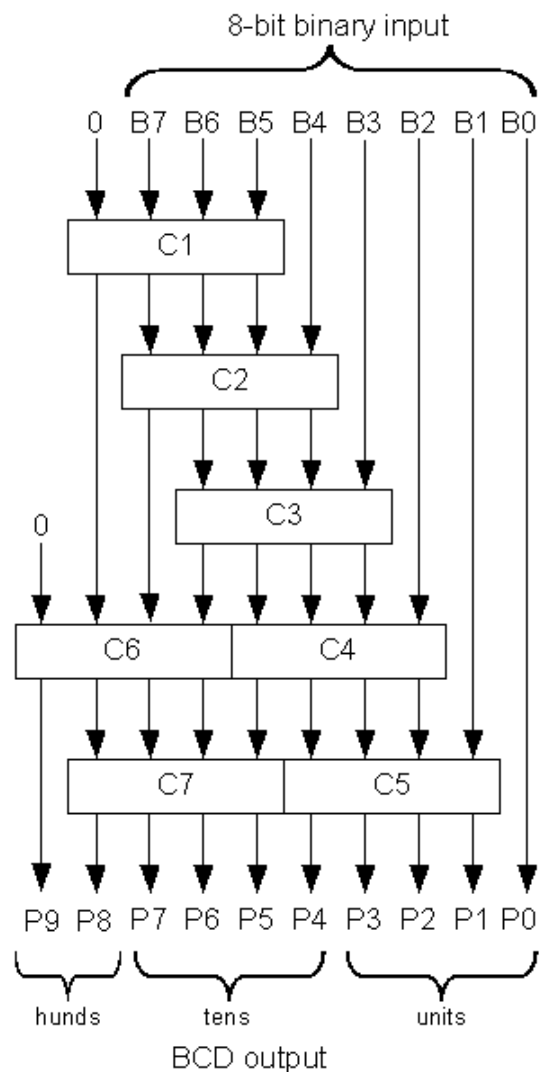 8-bit binary input
0 B7 B6 B5 B4 B3 B2 B1 B0
C1
C2
C3
0
C6 C4
C7 C5
P9 P8 P7 P6 P5 P4 P3 P2 P1 P0
hunds tens units
BCD output